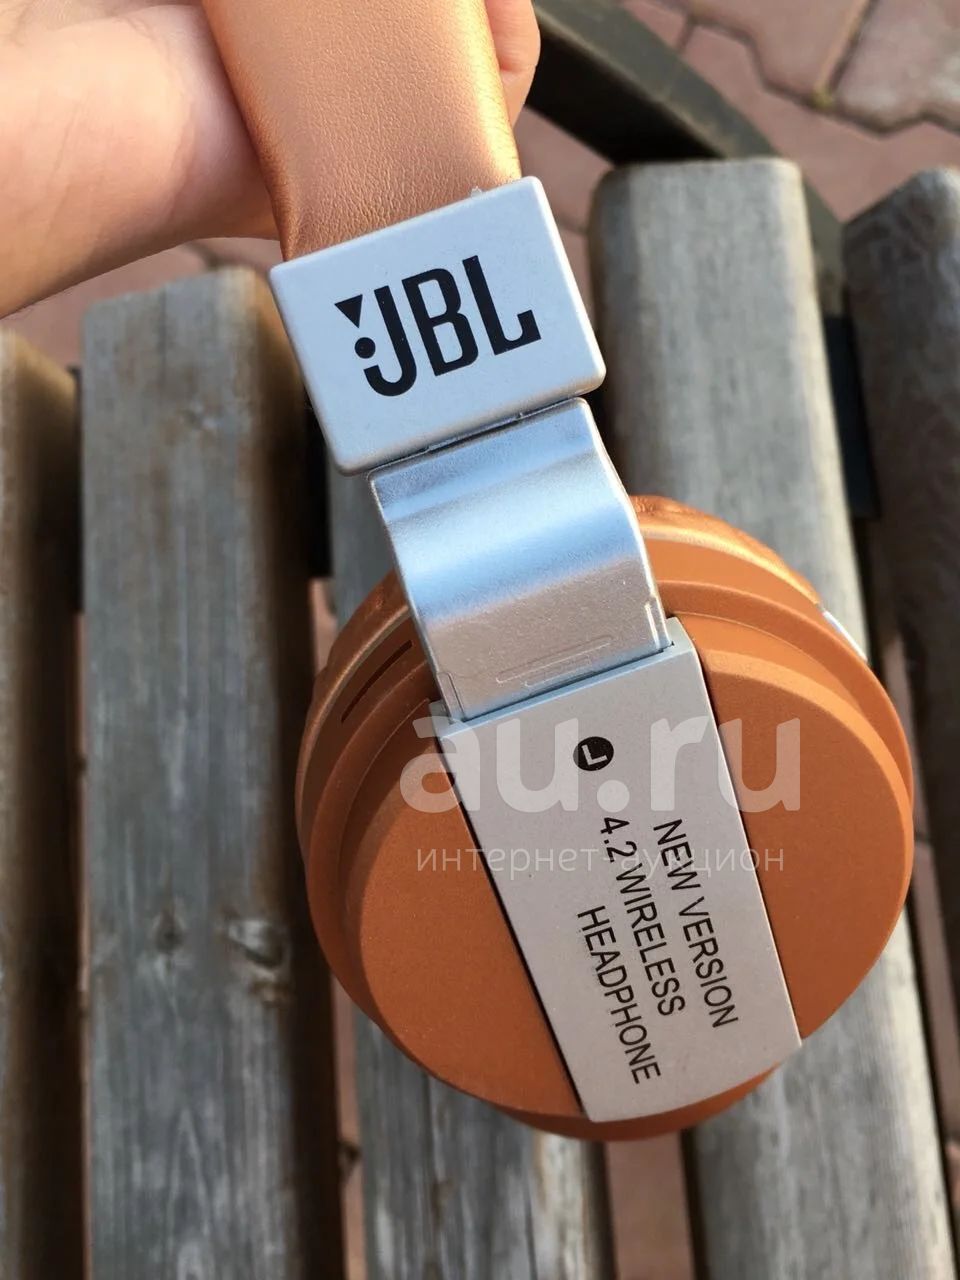 JBL
L
NEW VERSION
4.2 WIRELESS
HEADPHONE
au.ru
интернет-аукцион